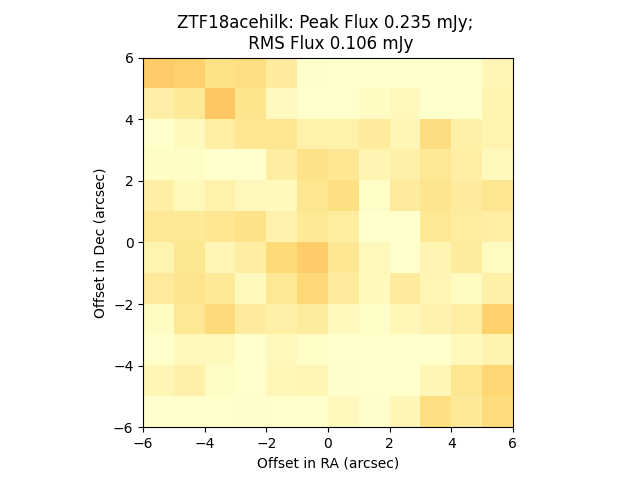 ZTF18acehilk: Peak Flux 0.235 mJy;
RMS Flux 0.106 mJy
6
4
2
0
−2
−4
−6
Offset in Dec (arcsec)
−6 −4 −2 0 2 4 6
Offset in RA (arcsec)